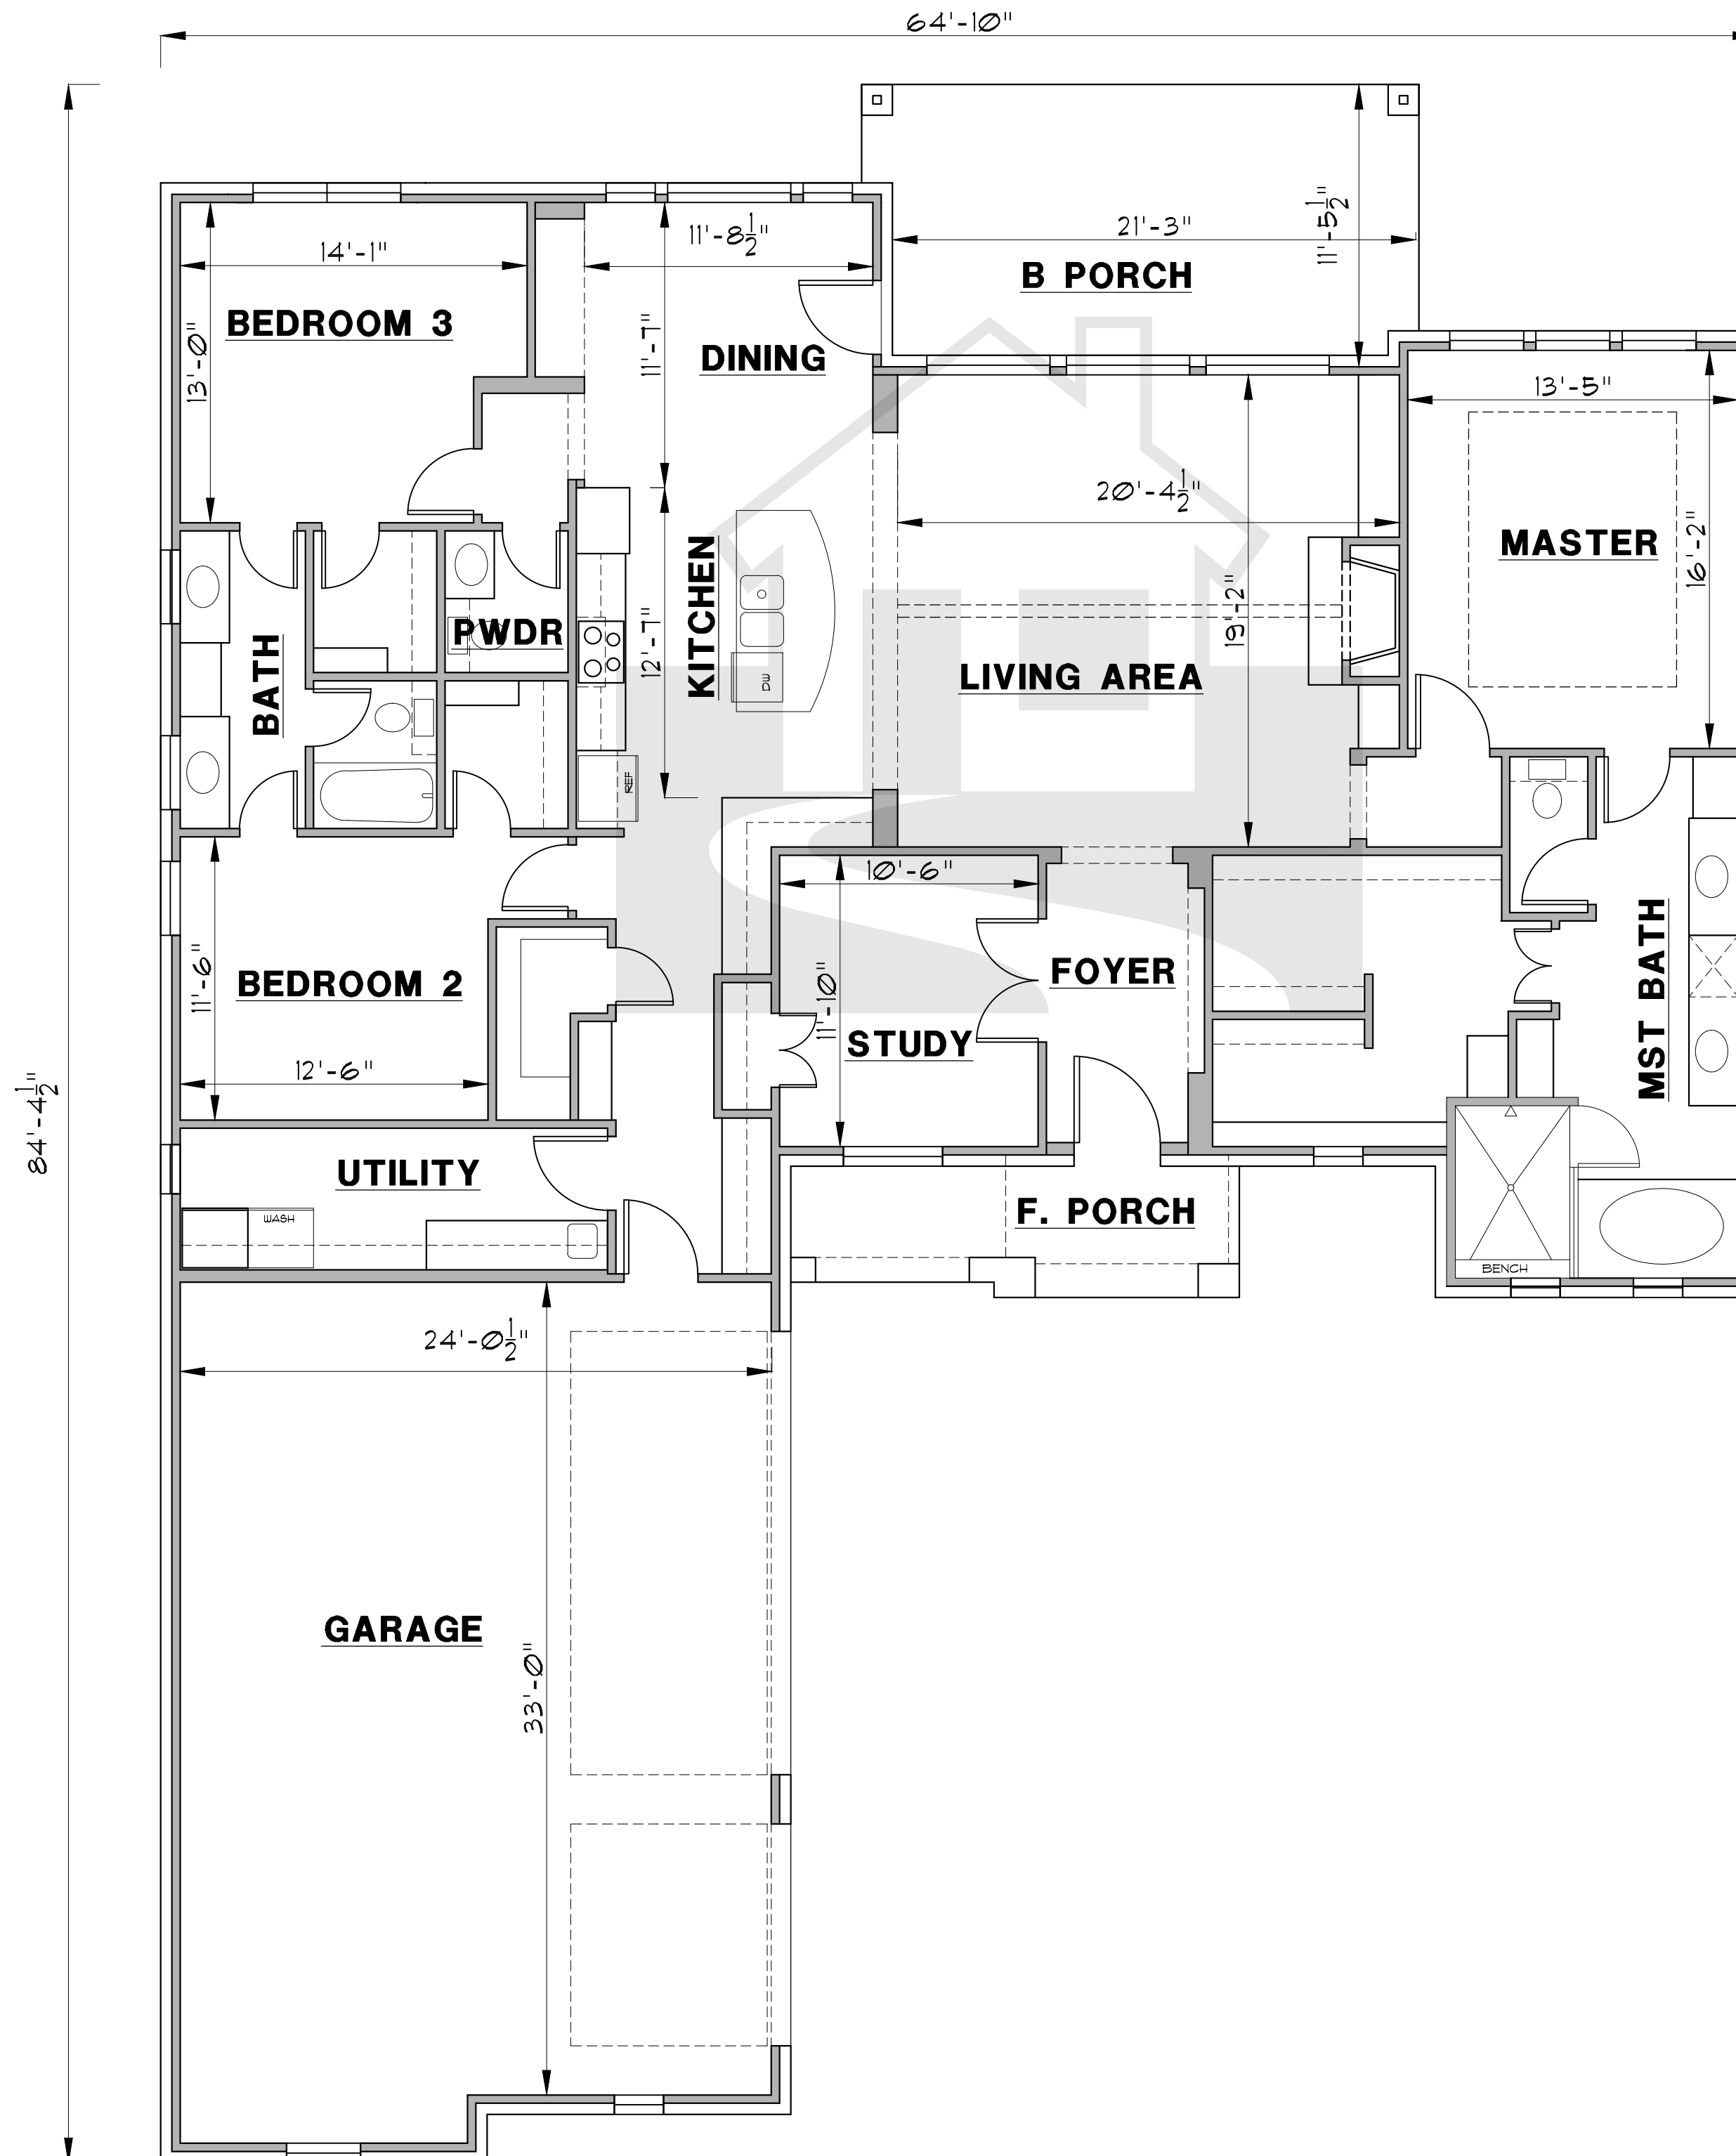 64'-10"
21'-3"
11'-5 1/2"
B PORCH
14'-1"
11'-8 1/2"
BEDROOM 3
13'-0"
11'-7"
DINING
13'-5"
20'-4 1/2"
MASTER
16'-2"
KITCHEN
12'-7"
DW
REF
PWDR
BATH
19'-2"
LIVING AREA
10'-6"
11'-10"
FOYER
STUDY
MST BATH
11'-6"
BEDROOM 2
12'-6"
84'-4 1/2"
UTILITY
WASH
F. PORCH
BENCH
24'-0 1/2"
GARAGE
33'-0"